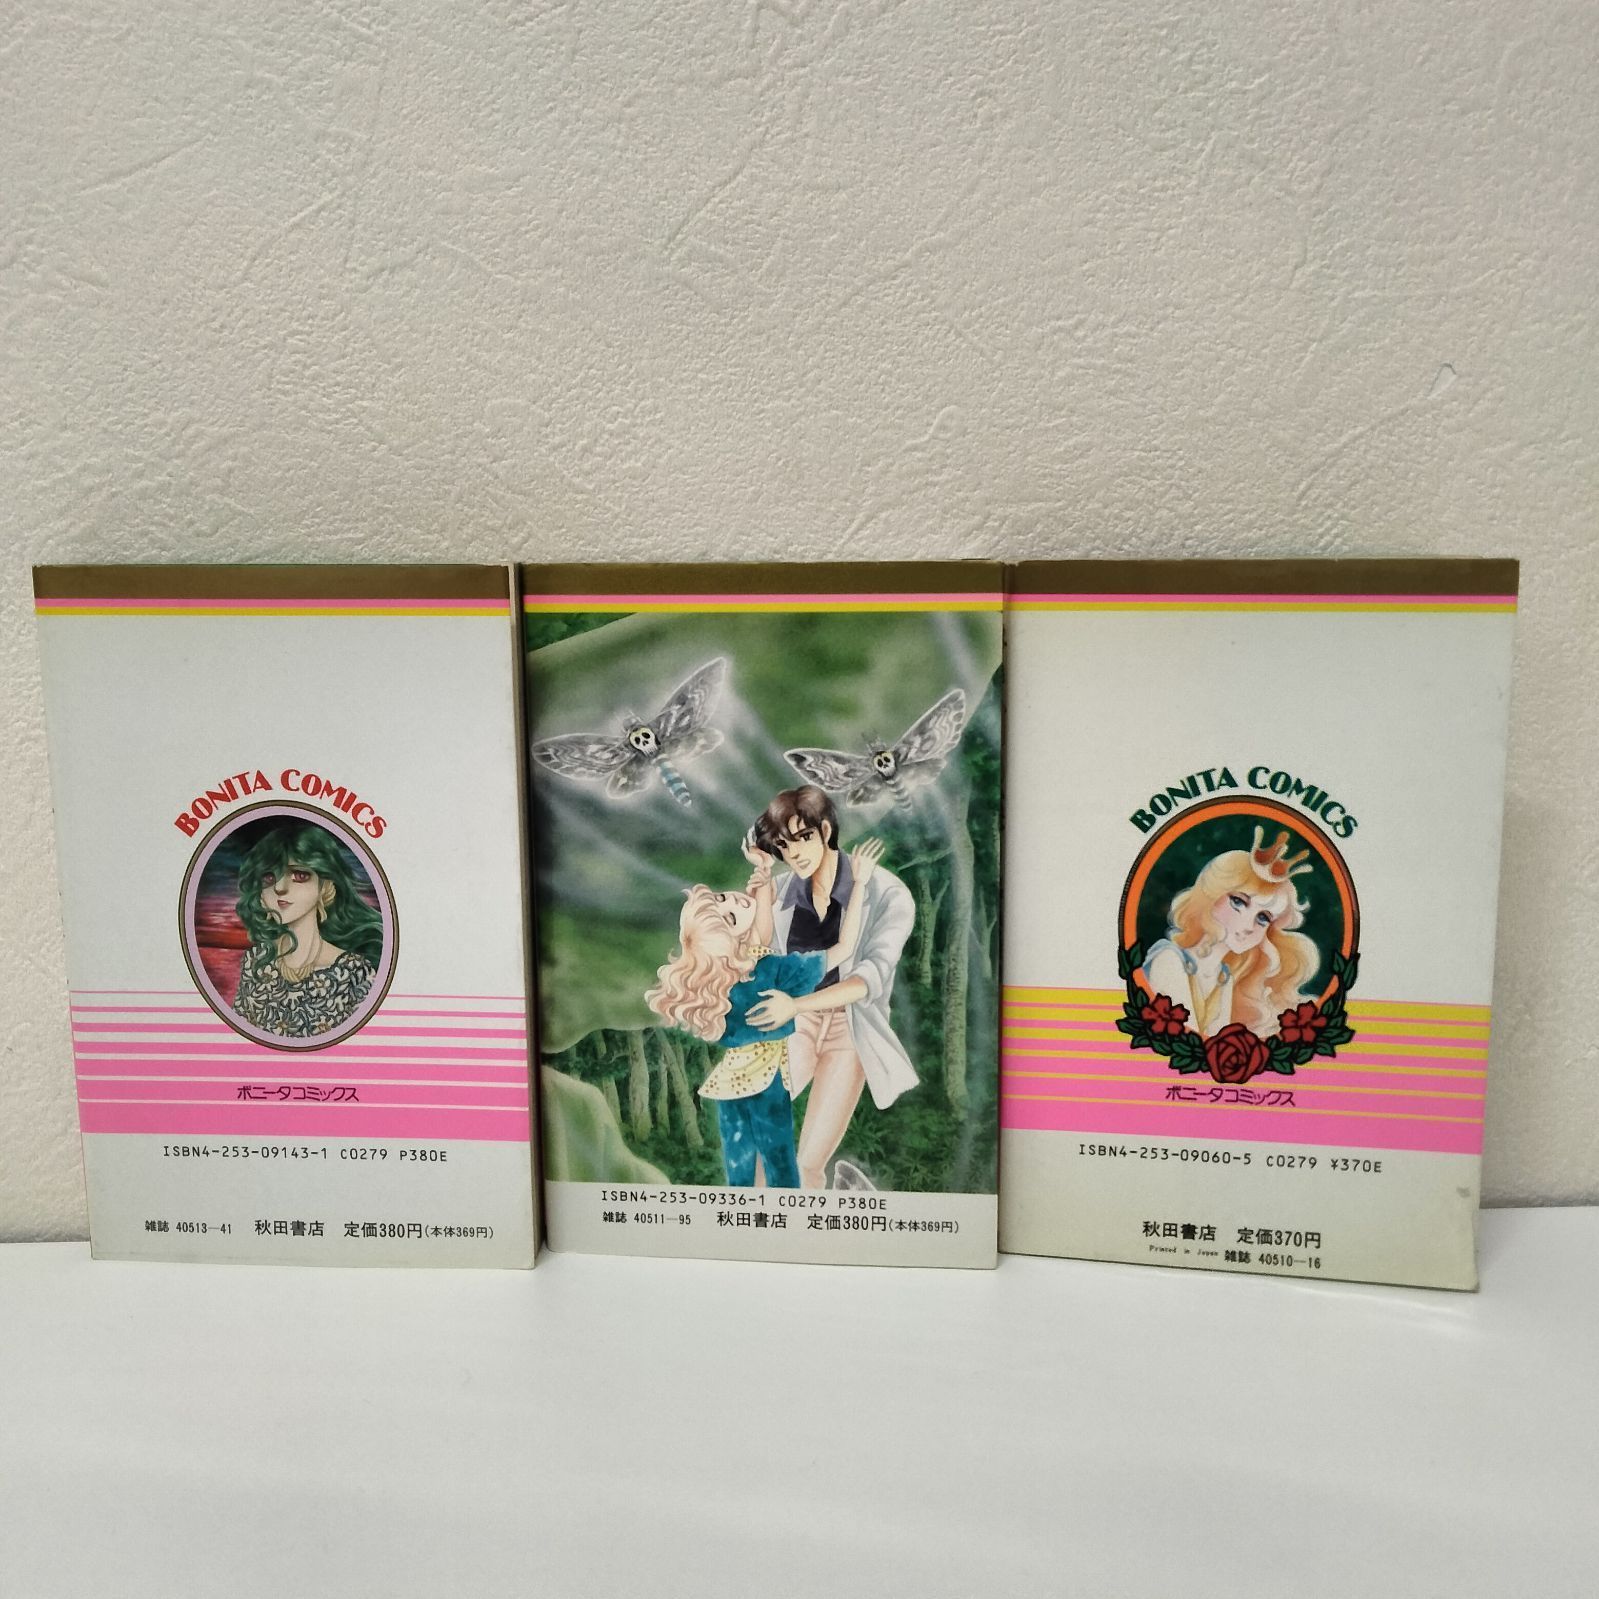 BONITA COMICS
ボニータコミックス
ISBN4-253-09143-1 C0279 P380E
雑誌 40513-41 秋田書店 定価380円(本体369円)
ISBN4-253-09336-1 C0279 P380E
雑誌 40511-95 秋田書店 定価380円(本体369円)
BONITA COMICS
ボニータコミックス
ISBN4-253-09060-5 C0279 ¥370E
秋田書店 定価370円
Printed in Japan 雑誌 40510-16